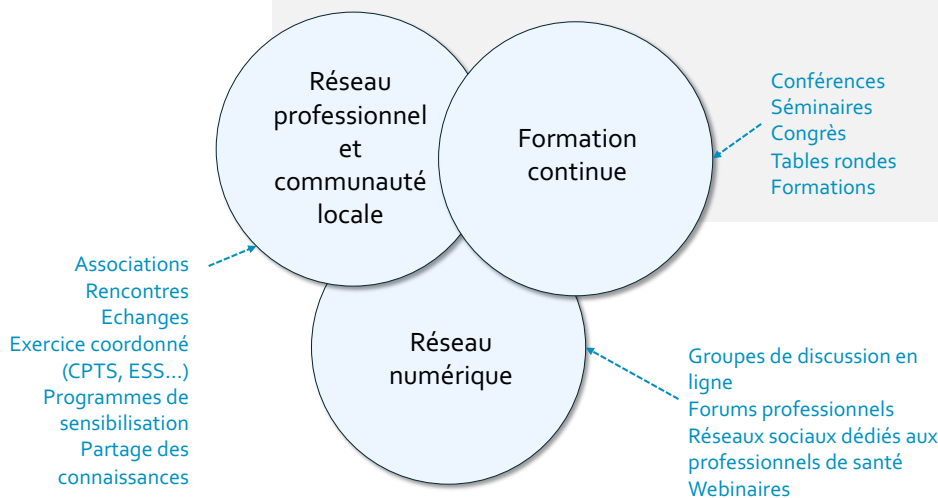 Réseau
professionnel
et
communauté
locale
Formation
continue
Conférences
Séminaires
Congrès
Tables rondes
Formations
Associations
Rencontres
Echanges
Exercice coordonné
(CPTS, ESS...)
Programmes de
sensibilisation
Partage des
connaissances
Réseau
numérique
Groupes de discussion en
ligne
Forums professionnels
Réseaux sociaux dédiés aux
professionnels de santé
Webinaires